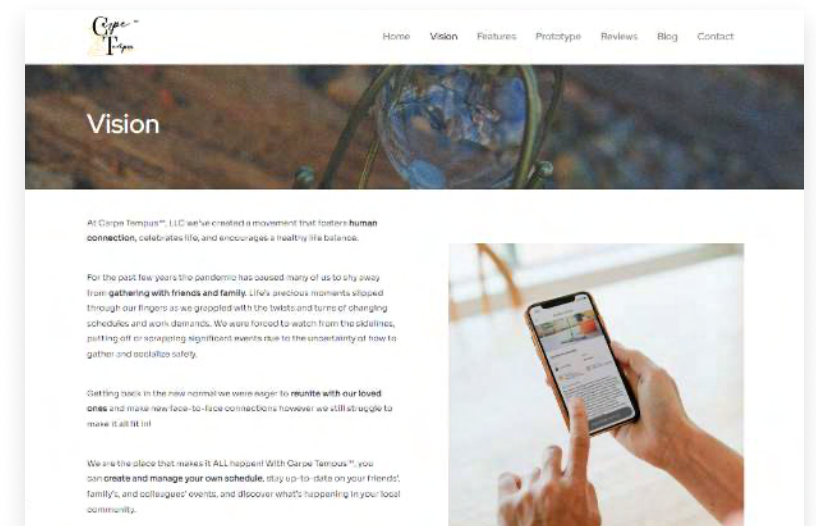 Carpe ™
Tempus
Home Vision Features Prototype Reviews Blog Contact
Vision
At Carpe Tempus™, LLC we've created a movement that fosters human
connection, celebrates life, and encourages a healthy life balance.
For the past few years the pandemic has caused many of us to shy away
from gathering with friends and family. Life's precious moments slipped
through our fingers as we grappled with the twists and turns of changing
schedules and work demands. We were forced to watch from the sidelines,
putting off or scrapping significant events due to the uncertainty of how to
gather and socialize safely.
Getting back in the new normal we were eager to reunite with our loved
ones and make new face-to-face connections however we still struggle to
make it all fit in!
We are the place that makes it ALL happen! With Carpe Tempus™, you
can create and manage your own schedule, stay up-to-date on your friends',
family's, and colleagues' events, and discover what's happening in your local
community.